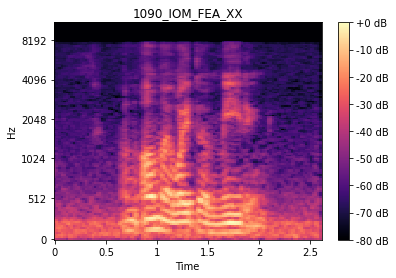 1090_IOM_FEA_XX
+0 dB
8192
-10 dB
4096
-20 dB
-30 dB
2048
Hz
-40 dB
1024
-50 dB
512
-60 dB
-70 dB
0
-80 dB
0 0.5 1 1.5 2 2.5
Time